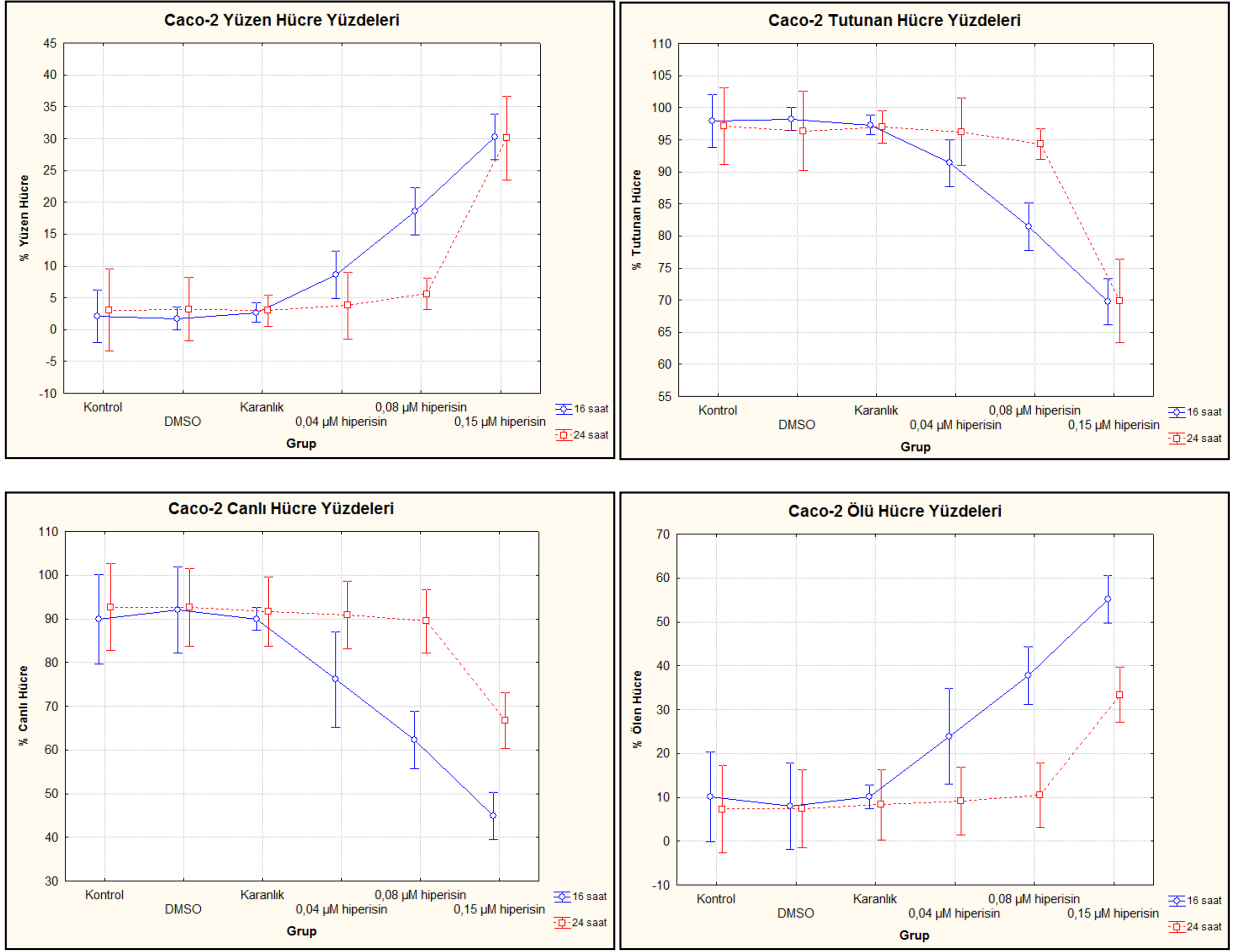 Caco-2 Yüzen Hücre Yüzdeleri
45
40
35
30
25
20
15
10
5
0
-5
-10
% Yüzen Hücre
Kontrol
DMSO
Karanlık
0,04 µM hiperisin
0,08 µM hiperisin
0,15 µM hiperisin
Grup
16 saat
24 saat
Caco-2 Tutunan Hücre Yüzdeleri
110
105
100
95
90
85
80
75
70
65
60
55
% Tutunan Hücre
Kontrol
DMSO
Karanlık
0,04 µM hiperisin
0,08 µM hiperisin
0,15 µM hiperisin
Grup
16 saat
24 saat
Caco-2 Canlı Hücre Yüzdeleri
110
100
90
80
70
60
50
40
30
% Canlı Hücre
Kontrol
DMSO
Karanlık
0,04 µM hiperisin
0,08 µM hiperisin
0,15 µM hiperisin
Grup
16 saat
24 saat
Caco-2 Ölü Hücre Yüzdeleri
70
60
50
40
30
20
10
0
-10
% Ölen Hücre
Kontrol
DMSO
Karanlık
0,04 µM hiperisin
0,08 µM hiperisin
0,15 µM hiperisin
Grup
16 saat
24 saat